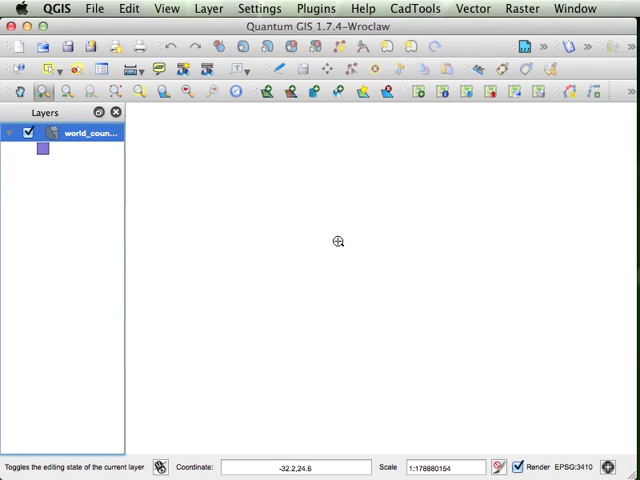 QGIS File Edit View Layer Settings Plugins Help CadTools Vector Raster Window
Quantum GIS 1.7.4-Wroclaw
Layers
world_coun...
Toggles the editing state of the current layer Coordinate: -32.2,24.6 Scale 1:178880154 Render EPSG:3410